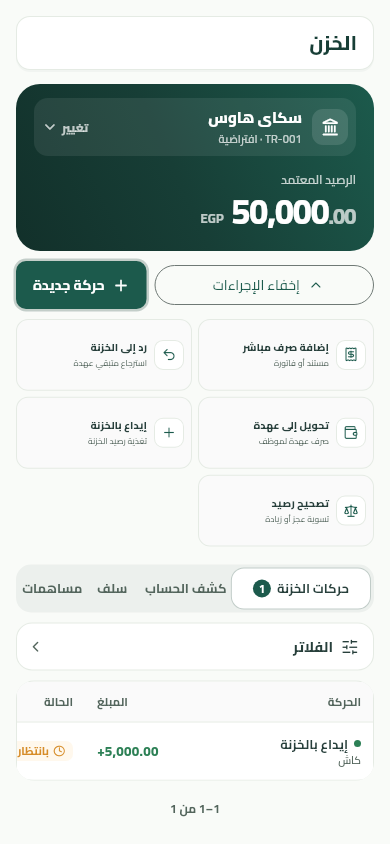 الخزن
سكاى هاوس
TR-001 · افتراضية
تغيير
الرصيد المعتمد
50,000.00 EGP
إخفاء الإجراءات
حركة جديدة
إضافة صرف مباشر
مستند أو فاتورة
رد إلى الخزنة
استرجاع متبقي عهدة
تحويل إلى عهدة
صرف عهدة لموظف
إيداع بالخزنة
تغذية رصيد الخزنة
تصحيح رصيد
تسوية عجز أو زيادة
حركات الخزنة 1 كشف الحساب سلف مساهمات
الفلاتر
الحركة المبلغ الحالة
إيداع بالخزنة +5,000.00 بانتظار
كاش
1–1 من 1